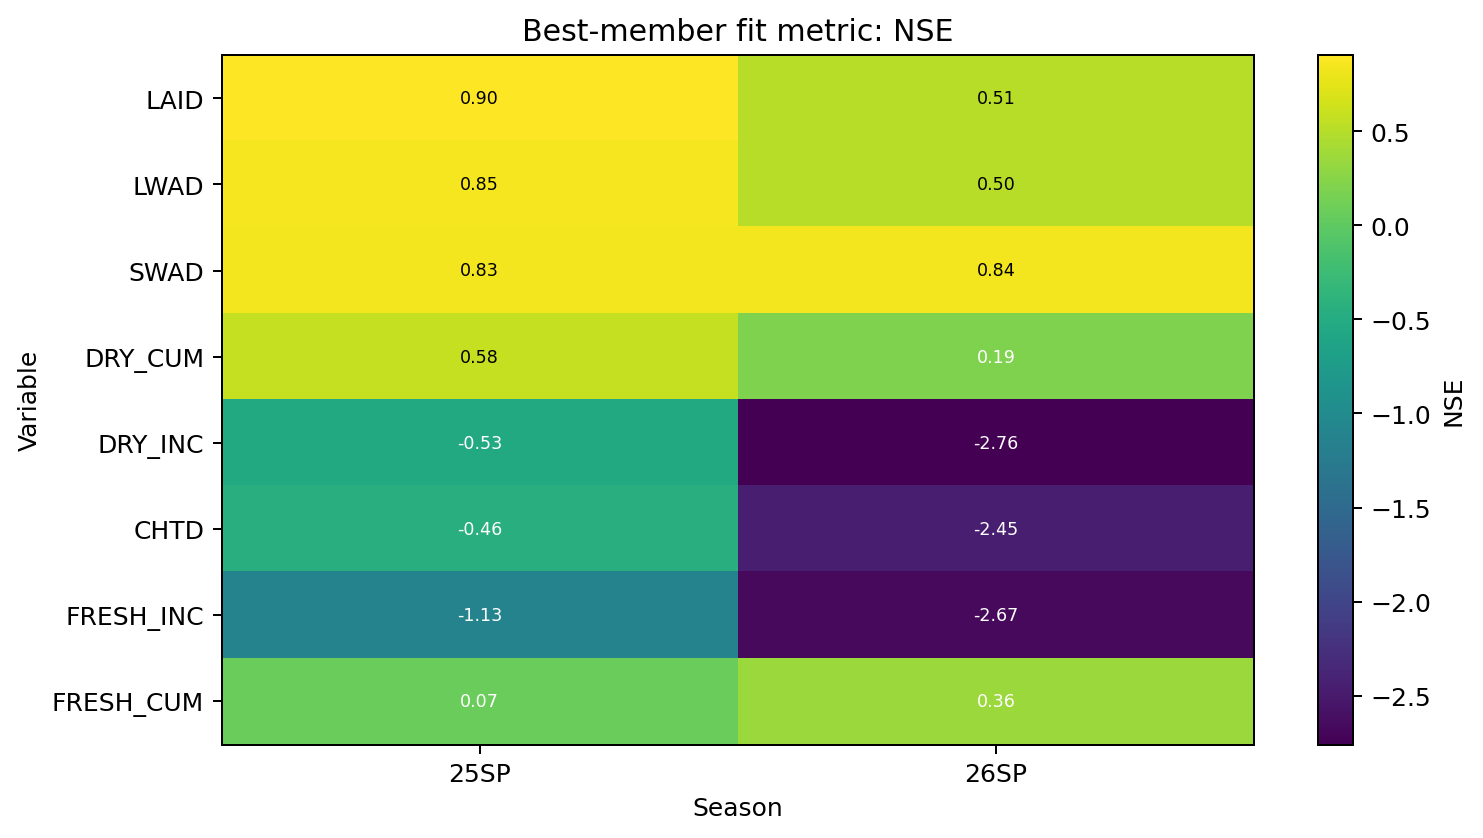 Best-member fit metric: NSE
LAID 0.90 0.51
LWAD 0.85 0.50
SWAD 0.83 0.84
DRY_CUM 0.58 0.19
DRY_INC -0.53 -2.76
CHTD -0.46 -2.45
FRESH_INC -1.13 -2.67
FRESH_CUM 0.07 0.36
25SP 26SP
Season
Variable
0.5
0.0
−0.5
−1.0
−1.5
−2.0
−2.5
NSE